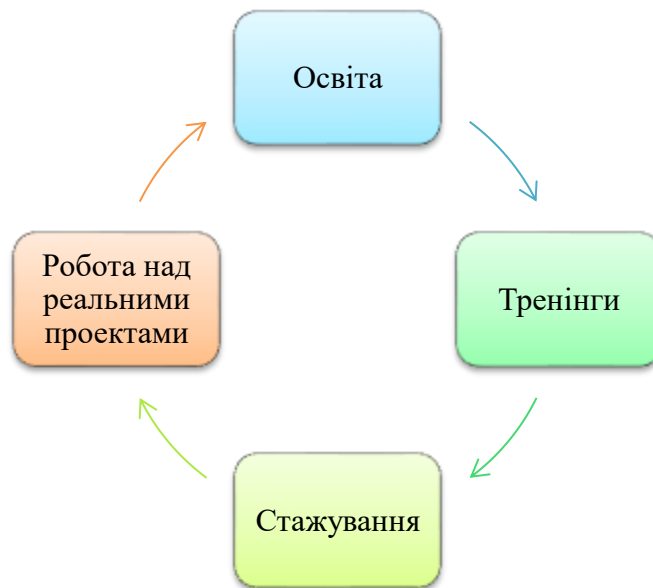 Освіта
Тренінги
Стажування
Робота над
реальними
проектами